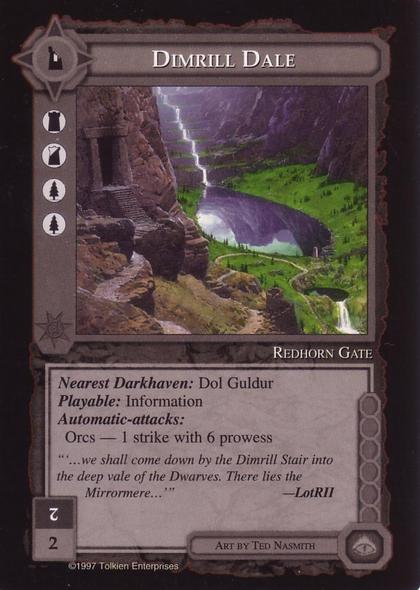 DIMRILL DALE
REDHORN GATE
Nearest Darkhaven: Dol Guldur
Playable: Information
Automatic-attacks:
Orcs — 1 strike with 6 prowess
“‘...we shall come down by the Dimrill Stair into
the deep vale of the Dwarves. There lies the
Mirrormere...’” —LotRII
2
2
ART BY TED NASMITH
©1997 Tolkien Enterprises